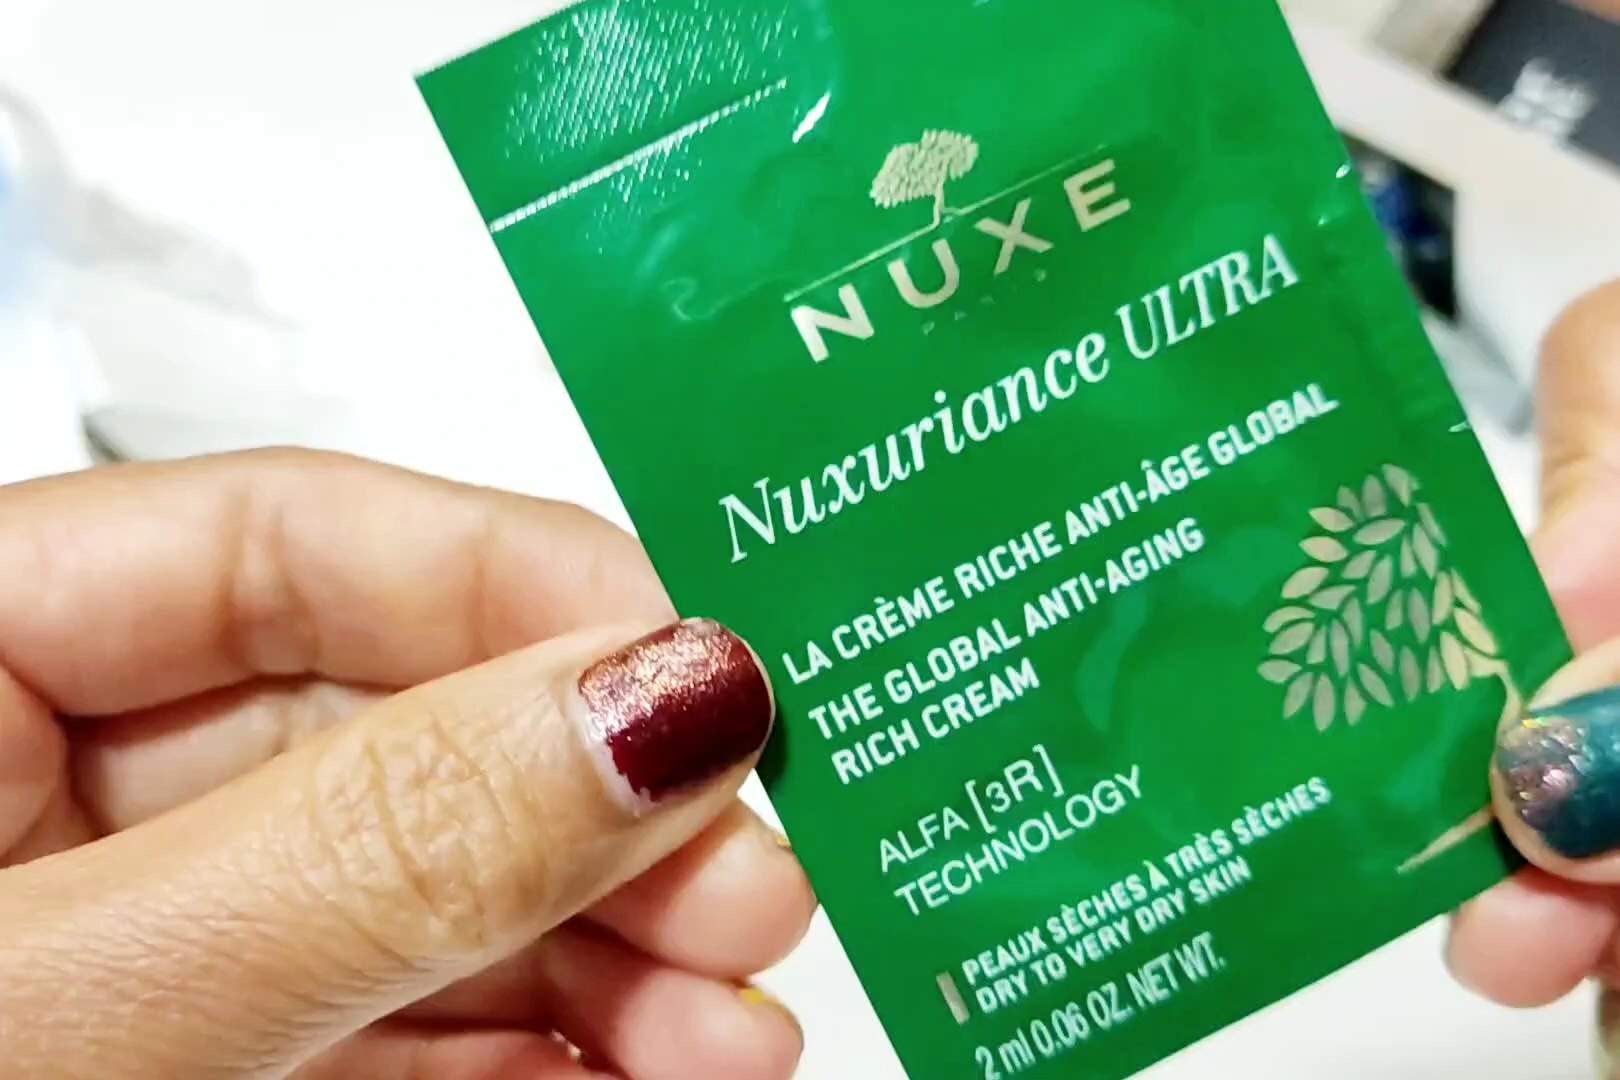 NUXE
PARIS
Nuxuriance ULTRA
LA CRÈME RICHE ANTI-ÂGE GLOBAL
THE GLOBAL ANTI-AGING
RICH CREAM
ALFA [3R]
TECHNOLOGY
PEAUX SÈCHES À TRÈS SÈCHES
DRY TO VERY DRY SKIN
2 ml 0.06 OZ. NET WT.